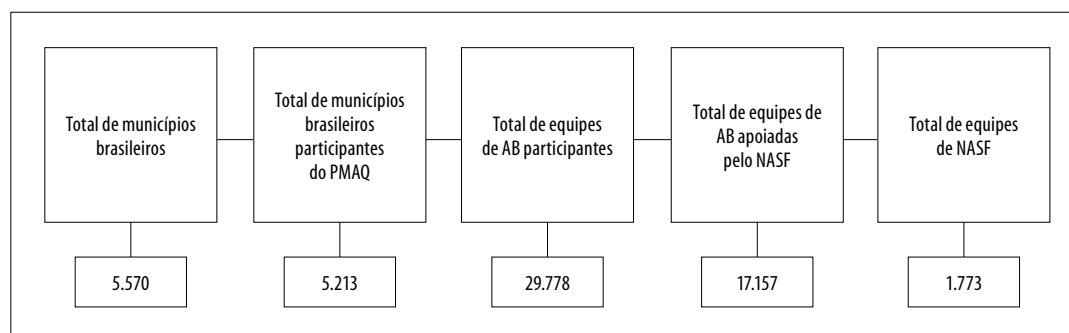 Total de municípios
brasileiros
Total de municípios
brasileiros
participantes
do PMAQ
Total de equipes
de AB participantes
Total de equipes de
AB apoiadas
pelo NASF
Total de equipes
de NASF
5.570
5.213
29.778
17.157
1.773